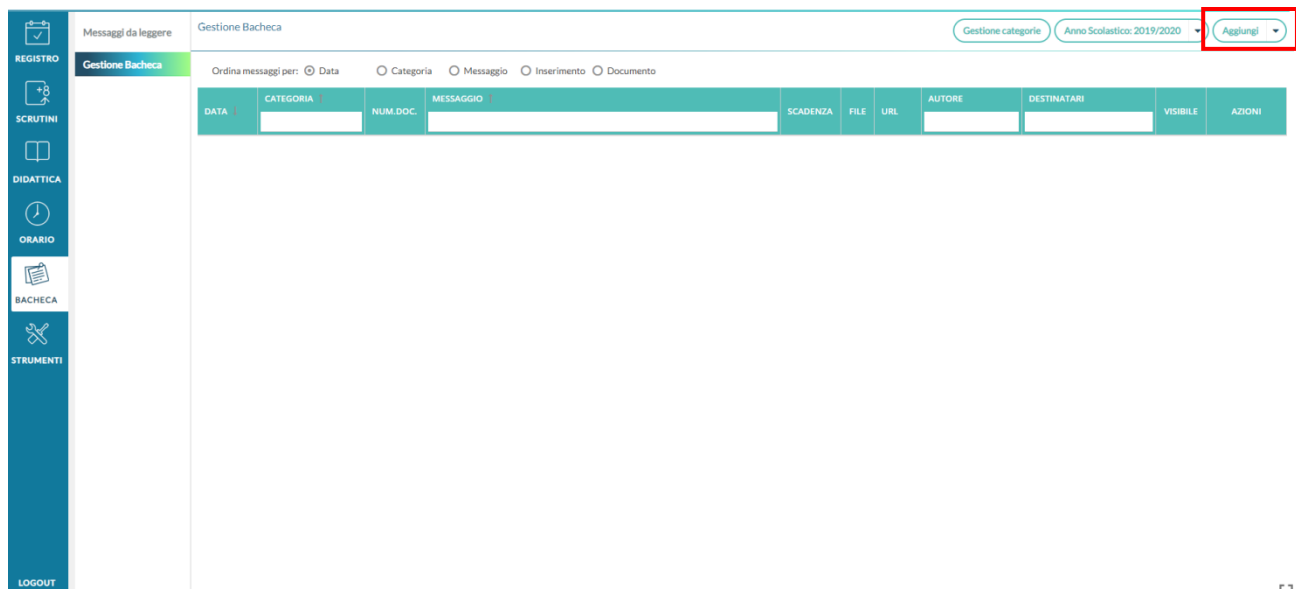 REGISTRO
+8
SCRUTINI
DIDATTICA
ORARIO
BACHECA
STRUMENTI
LOGOUT
Messaggi da leggere
Gestione Bacheca
Gestione Bacheca
Gestione categorie
Anno Scolastico: 2019/2020
Aggiungi
Ordina messaggi per: Data Categoria Messaggio Inserimento Documento
DATA CATEGORIA NUM.DOC. MESSAGGIO SCADENZA FILE URL AUTORE DESTINATARI VISIBILE AZIONI